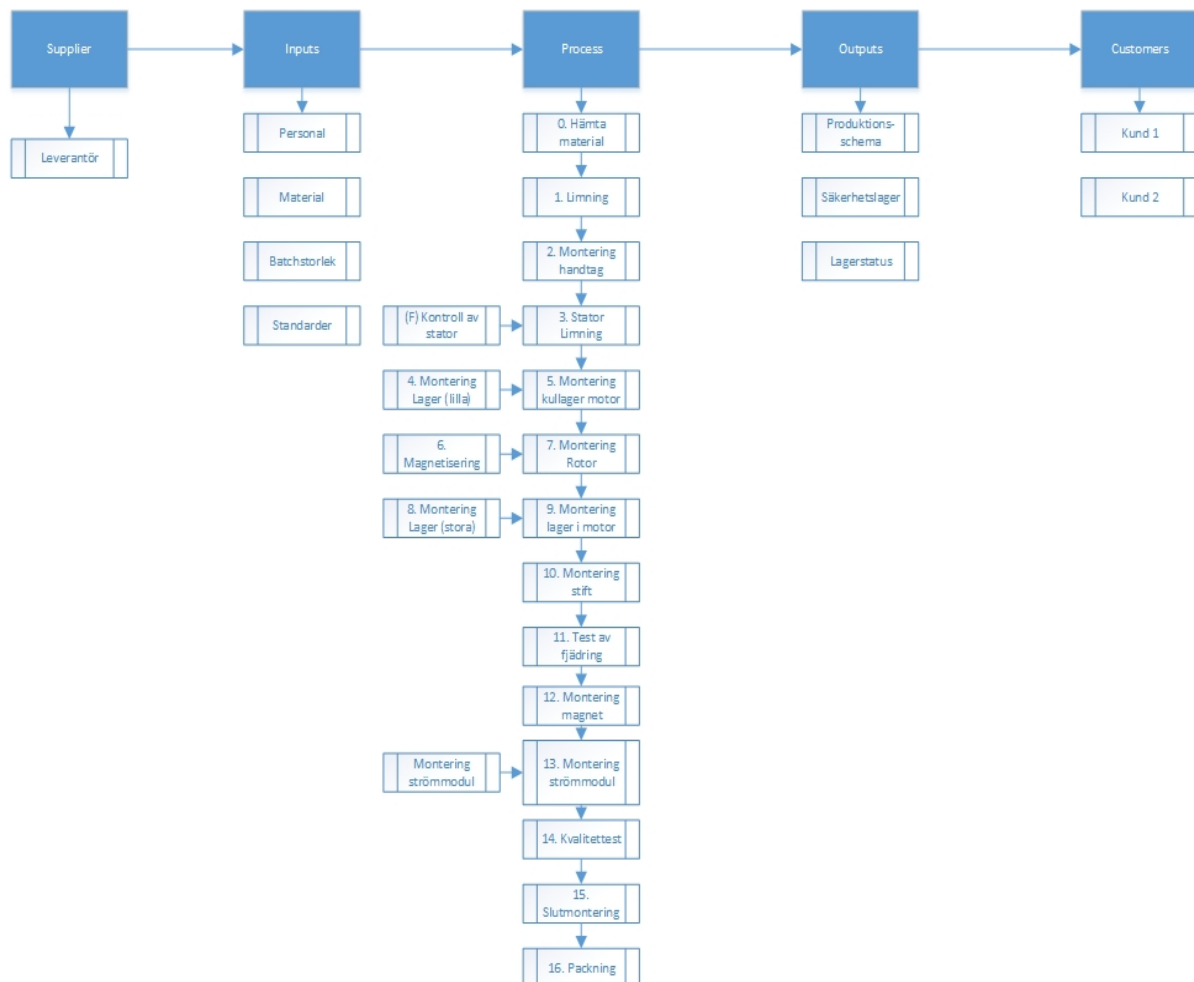 Supplier
Inputs
Process
Outputs
Customers
Leverantör
Personal
Material
Batchstorlek
Standarder
0. Hämta
material
1. Limning
2. Montering
handtag
(F) Kontroll av
stator
3. Stator
Limning
4. Montering
Lager (lilla)
5. Montering
kullager motor
6.
Magnetisering
7. Montering
Rotor
8. Montering
Lager (stora)
9. Montering
lager i motor
10. Montering
stift
11. Test av
fjädring
12. Montering
magnet
Montering
strömmodul
13. Montering
strömmodul
14. Kvalitettest
15.
Slutmontering
16. Packning
Produktions-
schema
Säkerhetslager
Lagerstatus
Kund 1
Kund 2